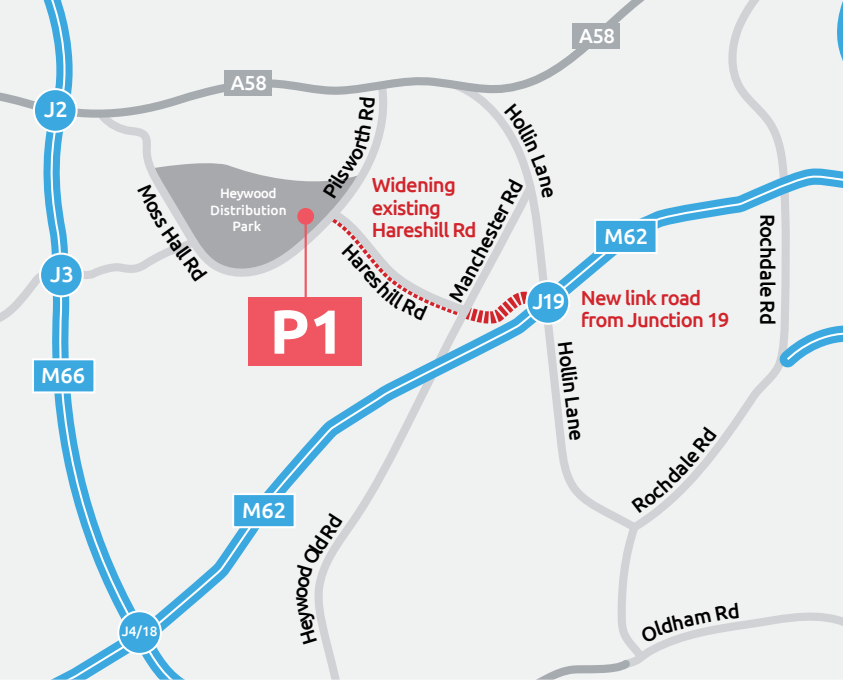 A58
A58
J2
Pilsworth Rd
Hollin Lane
Widening
existing
Hareshill Rd
Manchester Rd
Heywood
Distribution
Park
Moss Hall Rd
M62
Rochdale Rd
Hareshill Rd
J3
J19
New link road
from Junction 19
P1
M66
Hollin Lane
Rochdale Rd
M62
Heywood Old Rd
J4/18
Oldham Rd